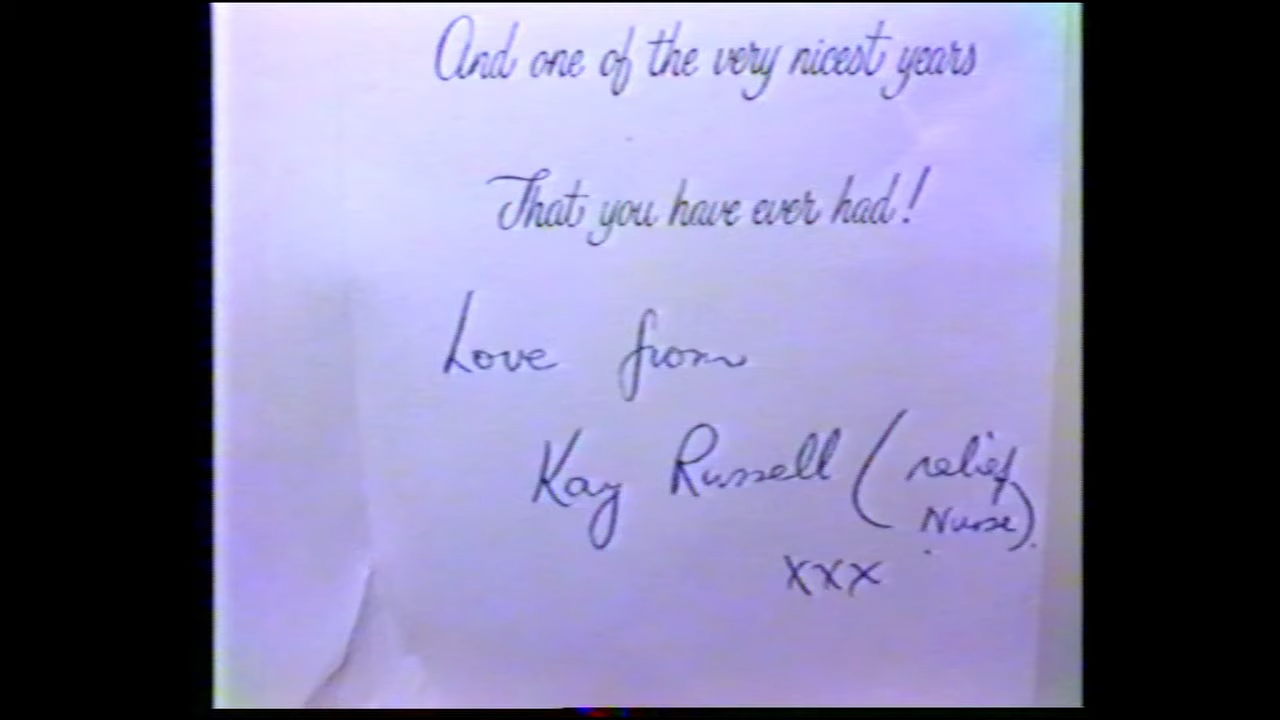 And one of the very nicest years
That you have ever had!
Love from
Kay Russell (relief
Nurse).
xxx